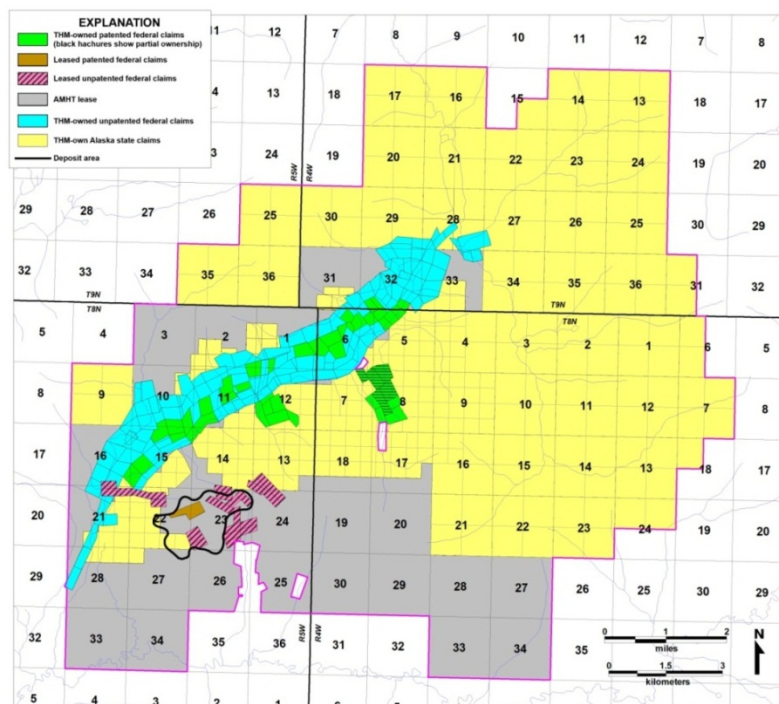 EXPLANATION
THM-owned patented federal claims
(black hachures show partial ownership)
Leased patented federal claims
Leased unpatented federal claims
AMHT lease
THM-owned unpatented federal claims
THM-own Alaska state claims
Deposit area
11 12 7 8 9 10 11 12 7 8
4 13 18 17 16 15 14 13 18 17
3 24 19 20 21 22 23 24 19 20
R5W R4W
29 28 27 26 25 30 29 28 27 26 25 30 29
32 33 34 35 36 31 32 33 34 35 36 31 32
T9N T9N
T8N T8N
5 4 3 2 1 6 5 4 3 2 1 6 5
8 9 10 11 12 7 8 9 10 11 12 7 8
17 16 15 14 13 18 17 16 15 14 13 18 17
20 21 22 23 24 19 20 21 22 23 24 19 20
29 28 27 26 25 30 29 28 27 26 25 30 29
32 33 34 35 36 31 32 33 34 35
R5W R4W
0 1 2
miles
0 1.5 3
kilometers
N
5 4 3 2 1 6 5